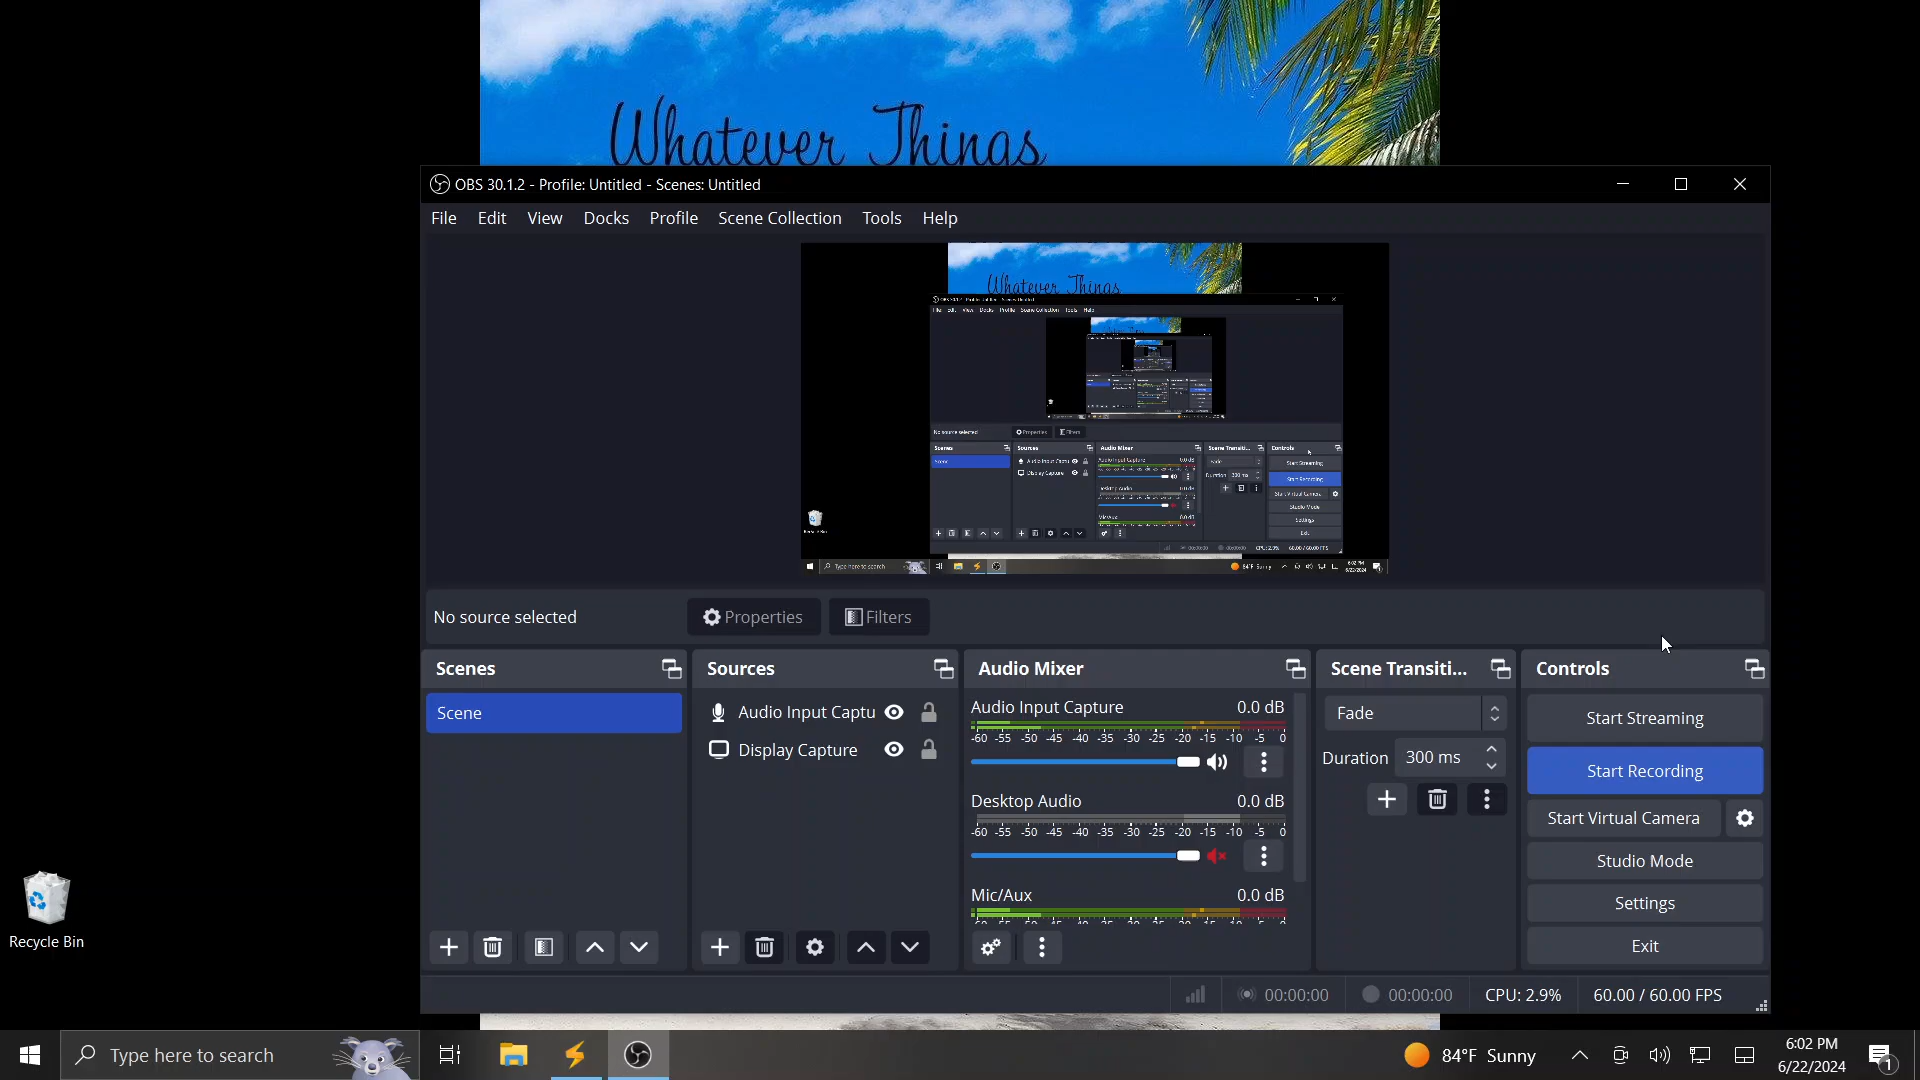 Whatever Things
OBS 30.1.2 - Profile: Untitled - Scenes: Untitled
File Edit View Docks Profile Scene Collection Tools Help
Whatever Things
No source selected
Properties Filters
Scenes Sources Audio Mixer Scene Transiti... Controls
Scene
Audio Input Captu
Display Capture
Audio Input Capture 0.0 dB
-60 -55 -50 -45 -40 -35 -30 -25 -20 -15 -10 -5 0
Desktop Audio 0.0 dB
-60 -55 -50 -45 -40 -35 -30 -25 -20 -15 -10 -5 0
Mic/Aux 0.0 dB
Fade
Duration 300 ms
Start Streaming
Start Recording
Start Virtual Camera
Studio Mode
Settings
Exit
00:00:00 00:00:00 CPU: 2.9% 60.00 / 60.00 FPS
Recycle Bin
Type here to search
84°F Sunny
6:02 PM
6/22/2024
1